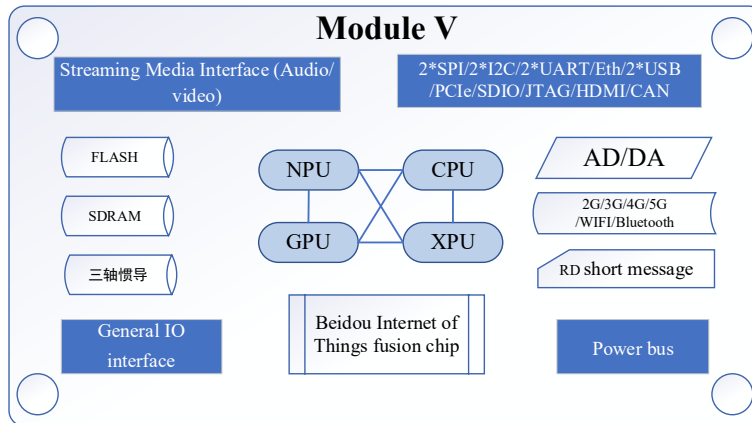 Module V
Streaming Media Interface (Audio/
video)
2*SPI/2*I2C/2*UART/Eth/2*USB
/PCIe/SDIO/JTAG/HDMI/CAN
FLASH
NPU
CPU
AD/DA
SDRAM
2G/3G/4G/5G
/WIFI/Bluetooth
GPU
XPU
三轴惯导
RD short message
General IO
interface
Beidou Internet of
Things fusion chip
Power bus